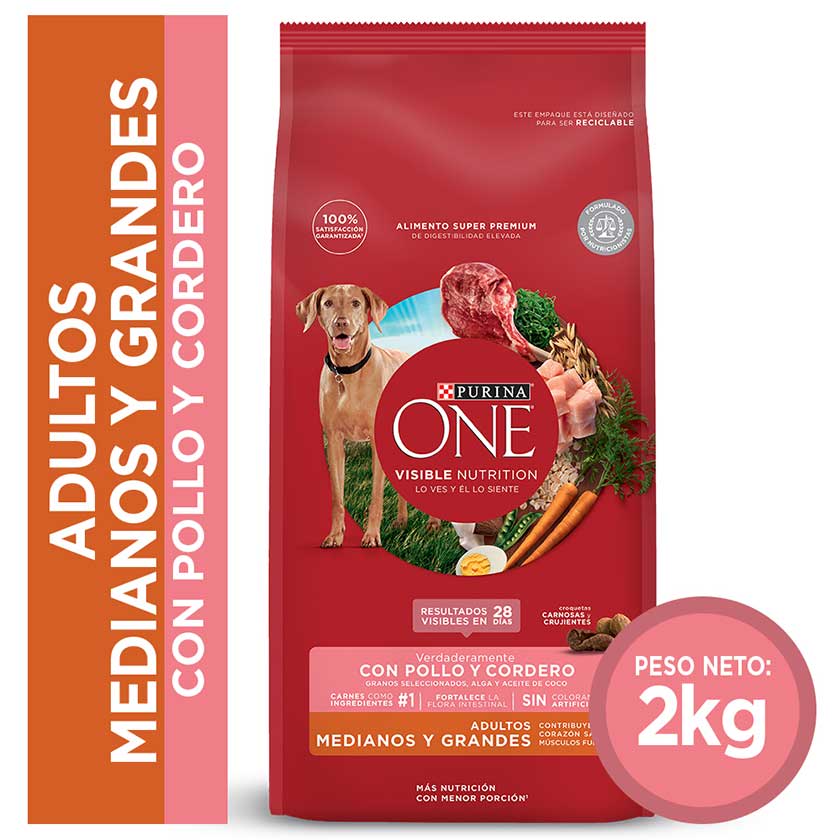 ADULTOS
MEDIANOS Y GRANDES
CON POLLO Y CORDERO
ESTE EMPAQUE ESTÁ DISEÑADO
PARA SER RECICLABLE
100%
SATISFACCIÓN
GARANTIZADA¹
ALIMENTO SUPER PREMIUM
DE DIGESTIBILIDAD ELEVADA
FORMULADO
POR NUTRICIONISTAS
PURINA
ONE
VISIBLE NUTRITION
LO VES Y ÉL LO SIENTE
RESULTADOS
VISIBLES EN
28
DÍAS
croquetas
CARNOSAS y
CRUJIENTES
Verdaderamente
CON POLLO Y CORDERO
GRANOS SELECCIONADOS, ALGA Y ACEITE DE COCO
CARNES COMO
INGREDIENTES
#1
FORTALECE LA
FLORA INTESTINAL
SIN
ADULTOS
MEDIANOS Y GRANDES
MÁS NUTRICIÓN
CON MENOR PORCIÓN¹
PESO NETO:
2kg